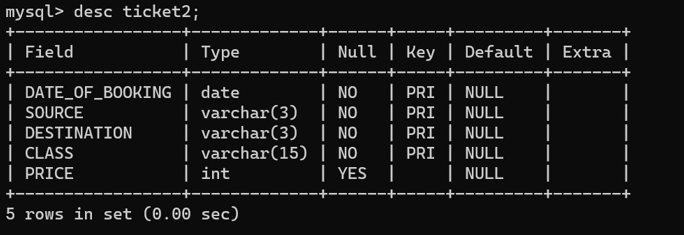 mysql> desc ticket2;
+-----------------+-------------+------+-----+---------+-------+
| Field           | Type        | Null | Key | Default | Extra |
+-----------------+-------------+------+-----+---------+-------+
| DATE_OF_BOOKING | date        | NO   | PRI | NULL    |       |
| SOURCE          | varchar(3)  | NO   | PRI | NULL    |       |
| DESTINATION     | varchar(3)  | NO   | PRI | NULL    |       |
| CLASS           | varchar(15) | NO   | PRI | NULL    |       |
| PRICE           | int         | YES  |     | NULL    |       |
+-----------------+-------------+------+-----+---------+-------+
5 rows in set (0.00 sec)